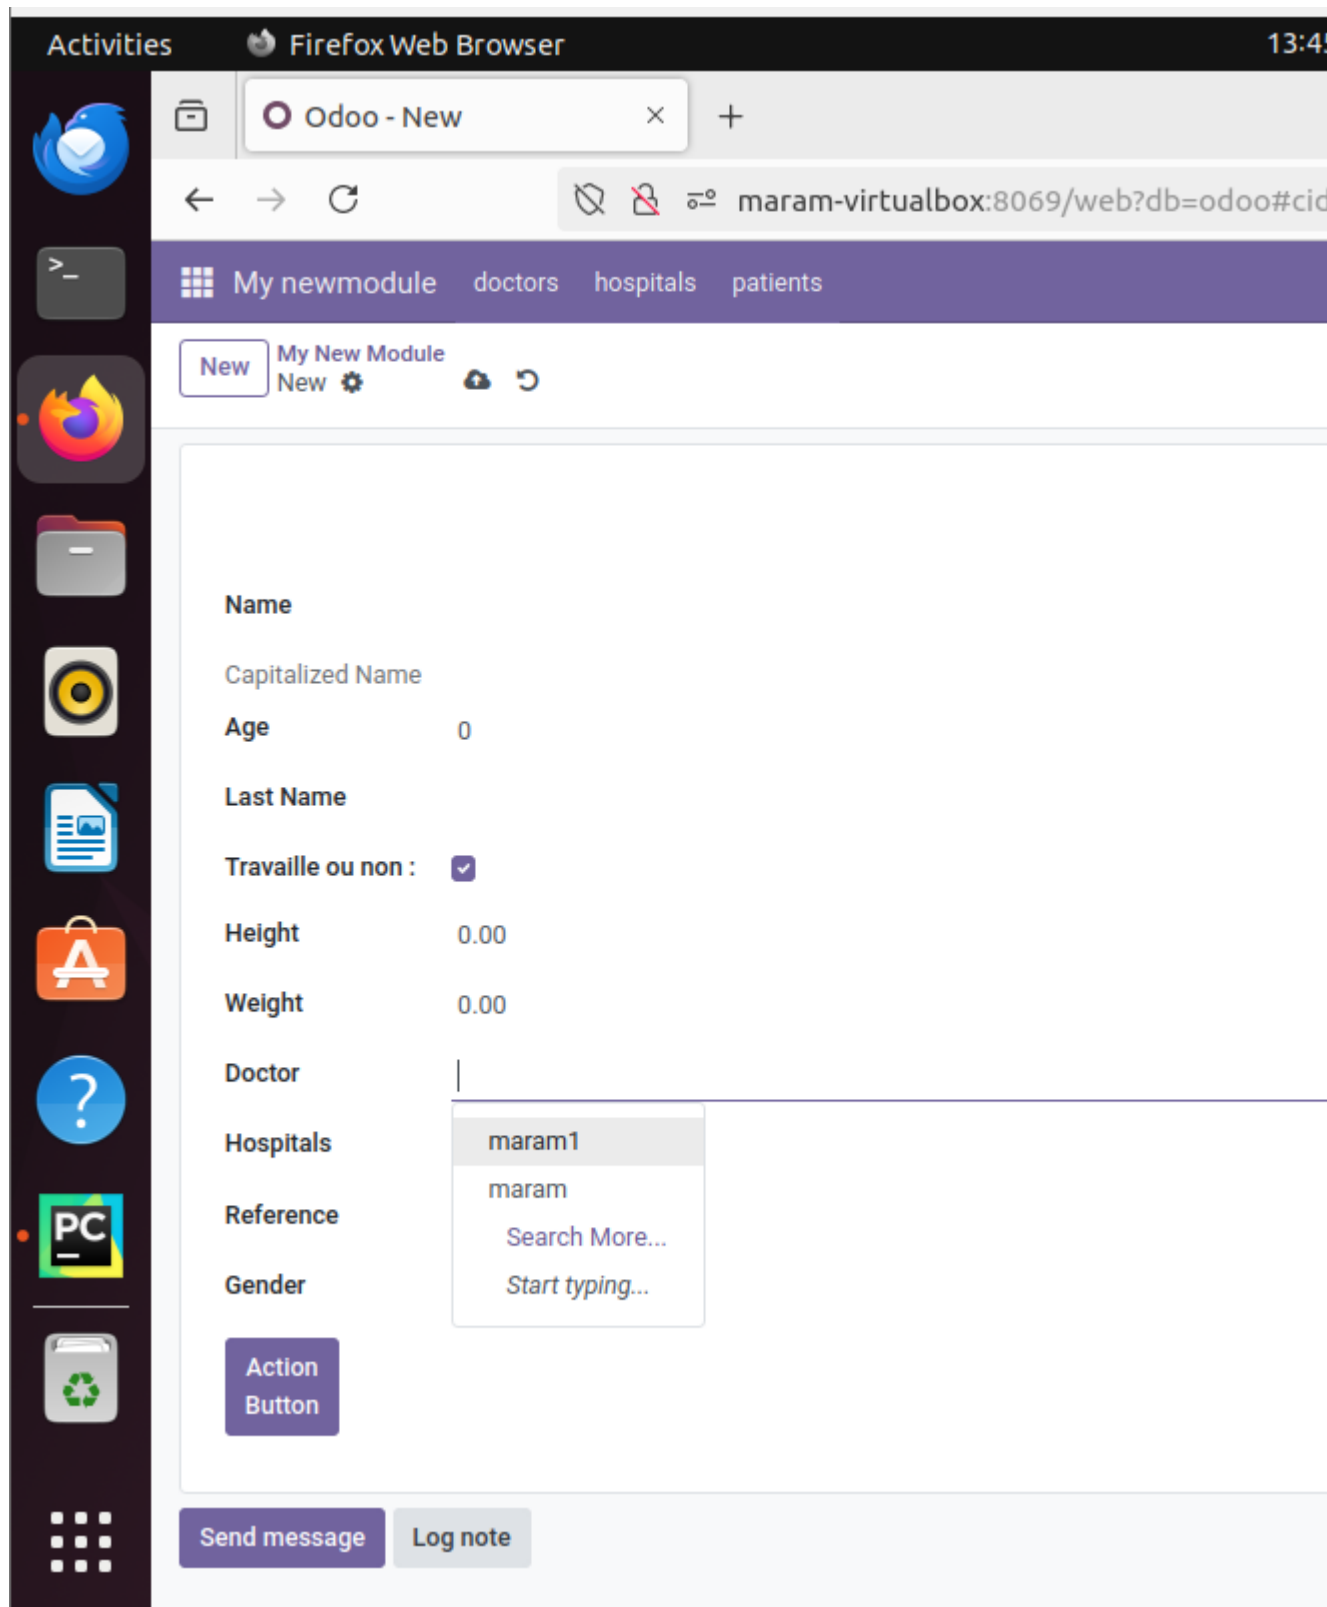 Activities Firefox Web Browser 13:45
Odoo - New
maram-virtualbox:8069/web?db=odoo#cid
My newmodule doctors hospitals patients
New My New Module
New
Name
Capitalized Name
Age 0
Last Name
Travaille ou non :
Height 0.00
Weight 0.00
Doctor
Hospitals maram1
maram
Reference
Search More...
Gender Start typing...
Action
Button
Send message Log note
PC